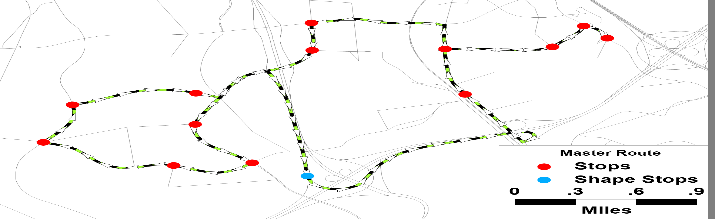 Master Route
Stops
Shape Stops
0 .3 .6 .9
Miles